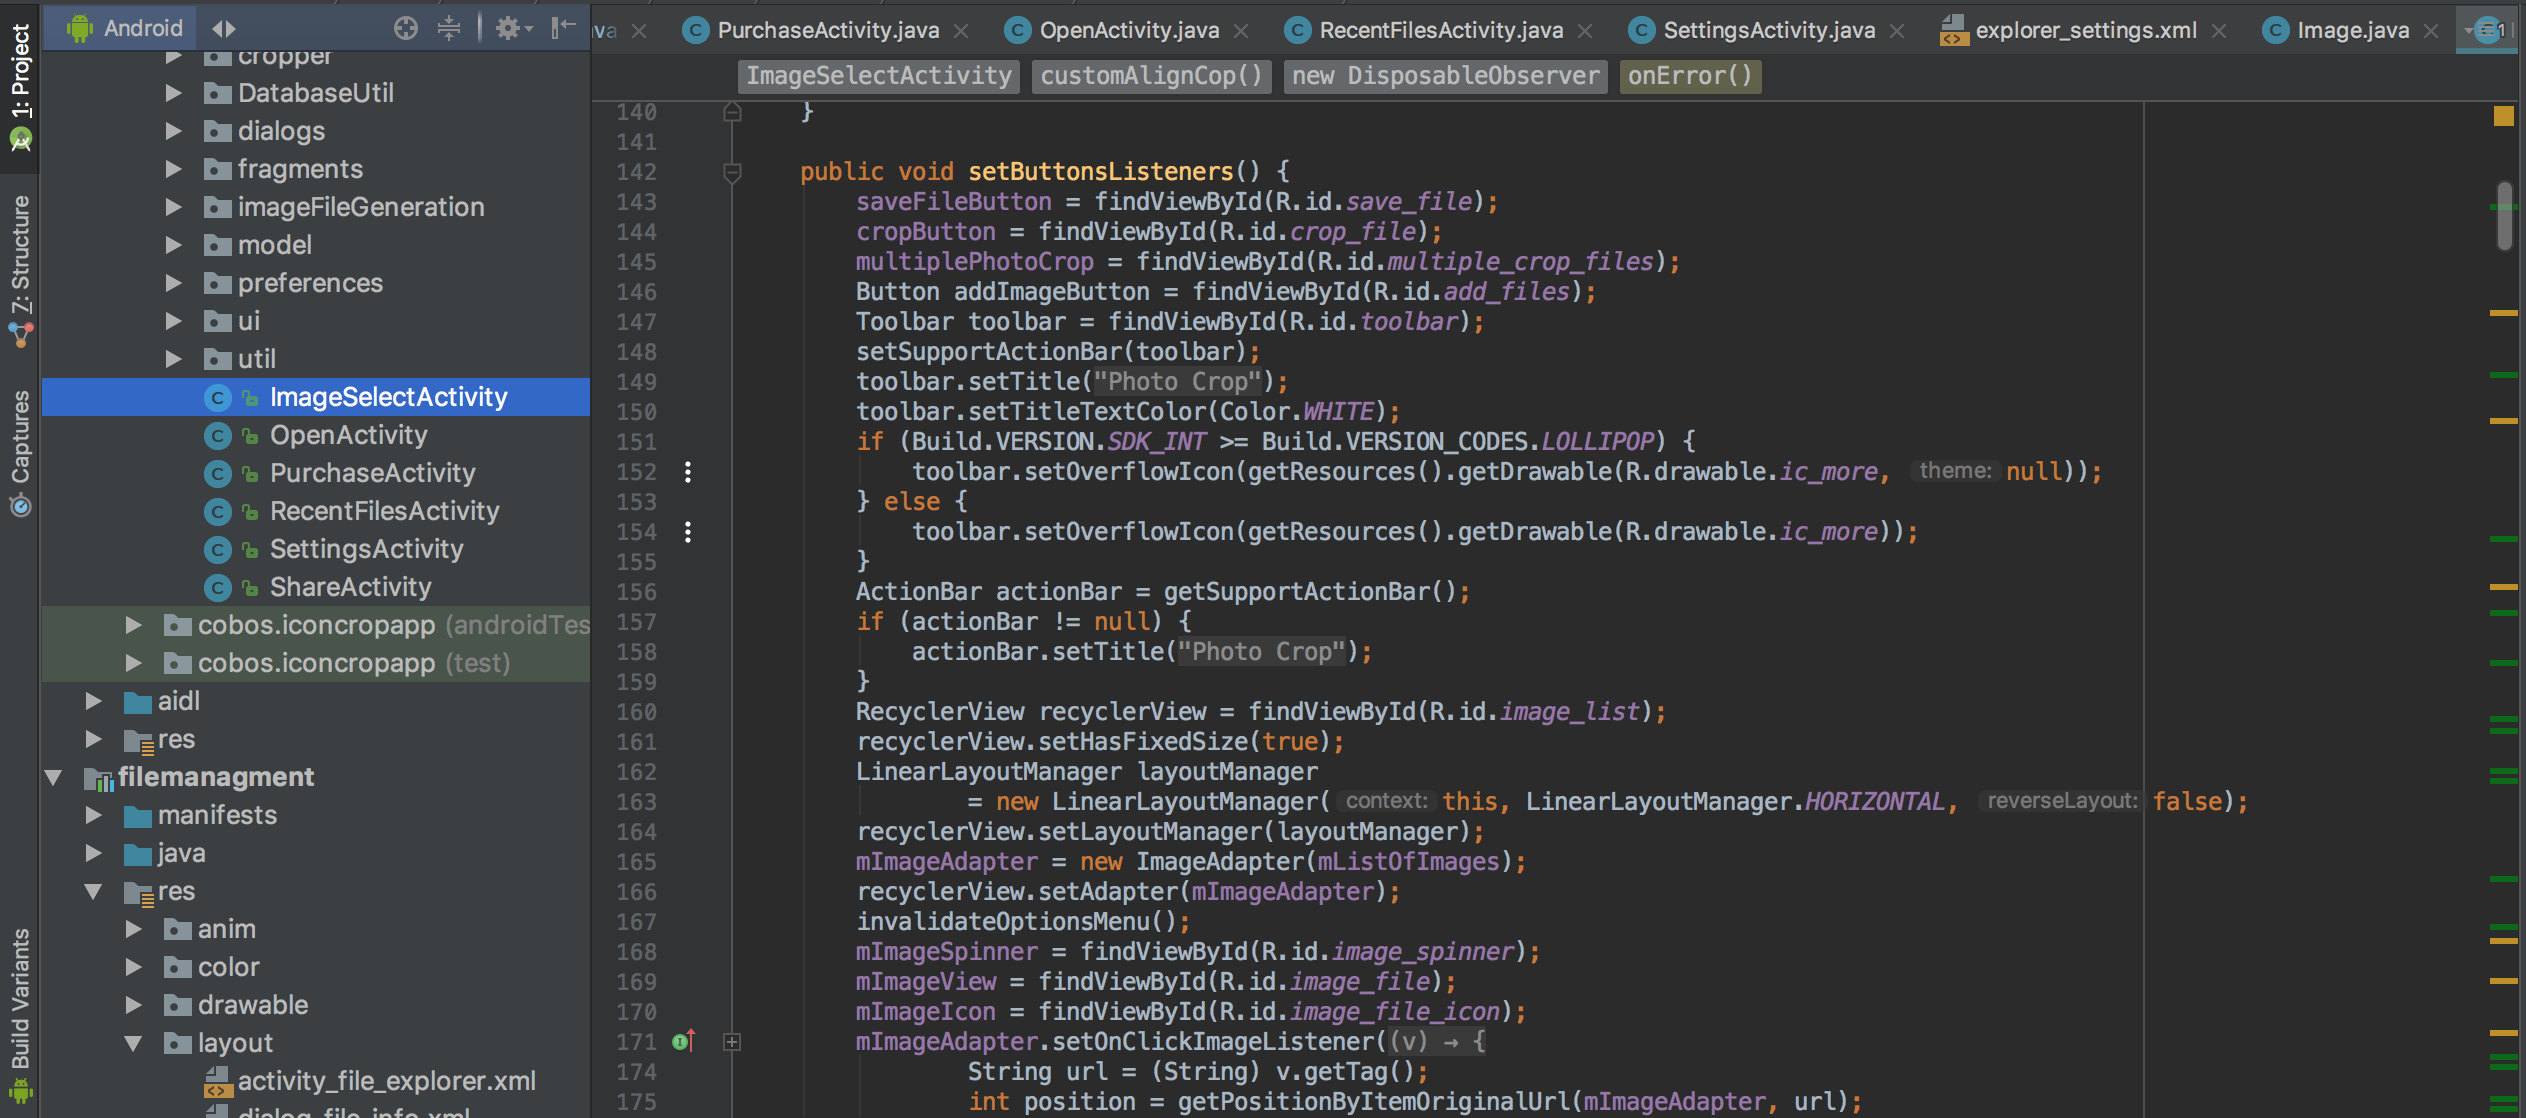 Android
va
PurchaseActivity.java
OpenActivity.java
RecentFilesActivity.java
SettingsActivity.java
explorer_settings.xml
Image.java
1
ImageSelectActivity
customAlignCop()
new DisposableObserver
onError()
1: Project
7: Structure
Captures
Build Variants
cropper
DatabaseUtil
dialogs
fragments
imageFileGeneration
model
preferences
ui
util
ImageSelectActivity
OpenActivity
PurchaseActivity
RecentFilesActivity
SettingsActivity
ShareActivity
cobos.iconcropapp (androidTes
cobos.iconcropapp (test)
aidl
res
filemanagment
manifests
java
res
anim
color
drawable
layout
activity_file_explorer.xml
dialog_file_info.xml
140 }
141
142 public void setButtonsListeners() {
143 saveFileButton = findViewById(R.id.save_file);
144 cropButton = findViewById(R.id.crop_file);
145 multiplePhotoCrop = findViewById(R.id.multiple_crop_files);
146 Button addImageButton = findViewById(R.id.add_files);
147 Toolbar toolbar = findViewById(R.id.toolbar);
148 setSupportActionBar(toolbar);
149 toolbar.setTitle("Photo Crop");
150 toolbar.setTitleTextColor(Color.WHITE);
151 if (Build.VERSION.SDK_INT >= Build.VERSION_CODES.LOLLIPOP) {
152 toolbar.setOverflowIcon(getResources().getDrawable(R.drawable.ic_more, theme: null));
153 } else {
154 toolbar.setOverflowIcon(getResources().getDrawable(R.drawable.ic_more));
155 }
156 ActionBar actionBar = getSupportActionBar();
157 if (actionBar != null) {
158 actionBar.setTitle("Photo Crop");
159 }
160 RecyclerView recyclerView = findViewById(R.id.image_list);
161 recyclerView.setHasFixedSize(true);
162 LinearLayoutManager layoutManager
163 = new LinearLayoutManager( context: this, LinearLayoutManager.HORIZONTAL, reverseLayout: false);
164 recyclerView.setLayoutManager(layoutManager);
165 mImageAdapter = new ImageAdapter(mListOfImages);
166 recyclerView.setAdapter(mImageAdapter);
167 invalidateOptionsMenu();
168 mImageSpinner = findViewById(R.id.image_spinner);
169 mImageView = findViewById(R.id.image_file);
170 mImageIcon = findViewById(R.id.image_file_icon);
171 mImageAdapter.setOnClickImageListener((v) → {
174 String url = (String) v.getTag();
175 int position = getPositionByItemOriginalUrl(mImageAdapter, url);